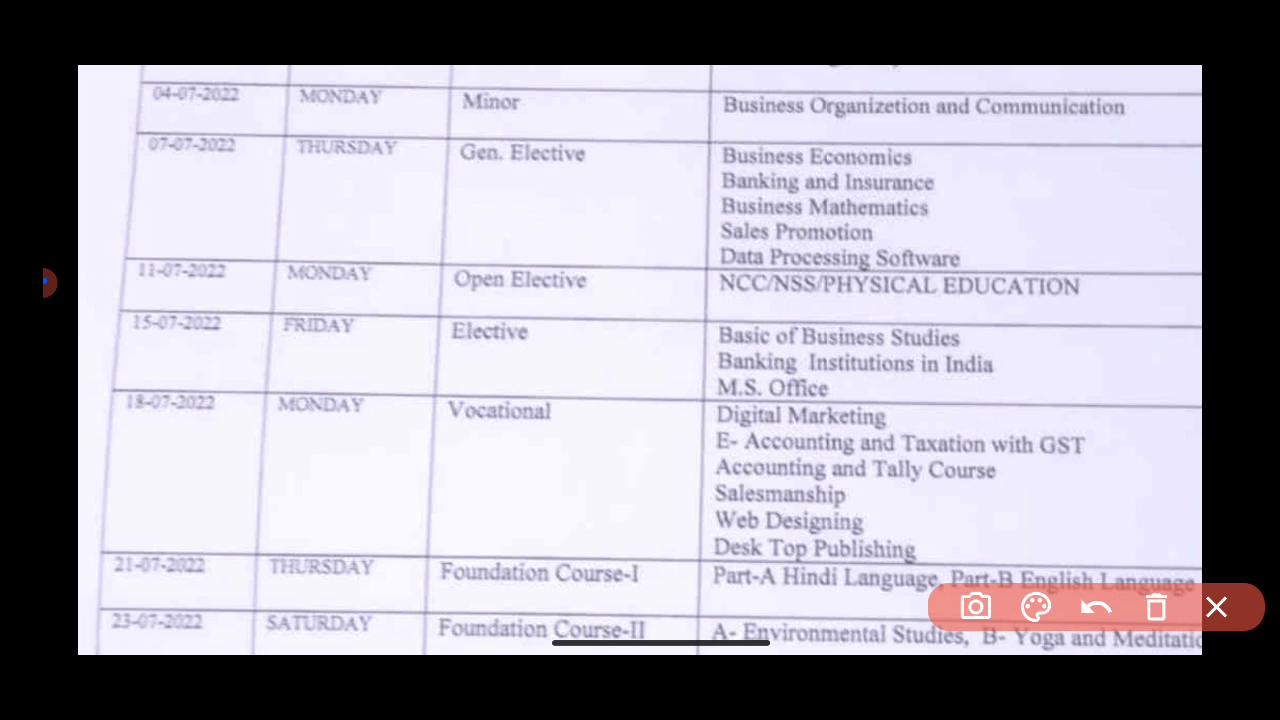 04-07-2022 MONDAY Minor Business Organizetion and Communication
07-07-2022 THURSDAY Gen. Elective Business Economics
Banking and Insurance
Business Mathematics
Sales Promotion
Data Processing Software
11-07-2022 MONDAY Open Elective NCC/NSS/PHYSICAL EDUCATION
15-07-2022 FRIDAY Elective Basic of Business Studies
Banking Institutions in India
M.S. Office
18-07-2022 MONDAY Vocational Digital Marketing
E- Accounting and Taxation with GST
Accounting and Tally Course
Salesmanship
Web Designing
Desk Top Publishing
21-07-2022 THURSDAY Foundation Course-I Part-A Hindi Language, Part-B English Language
23-07-2022 SATURDAY Foundation Course-II A- Environmental Studies, B- Yoga and Meditatio